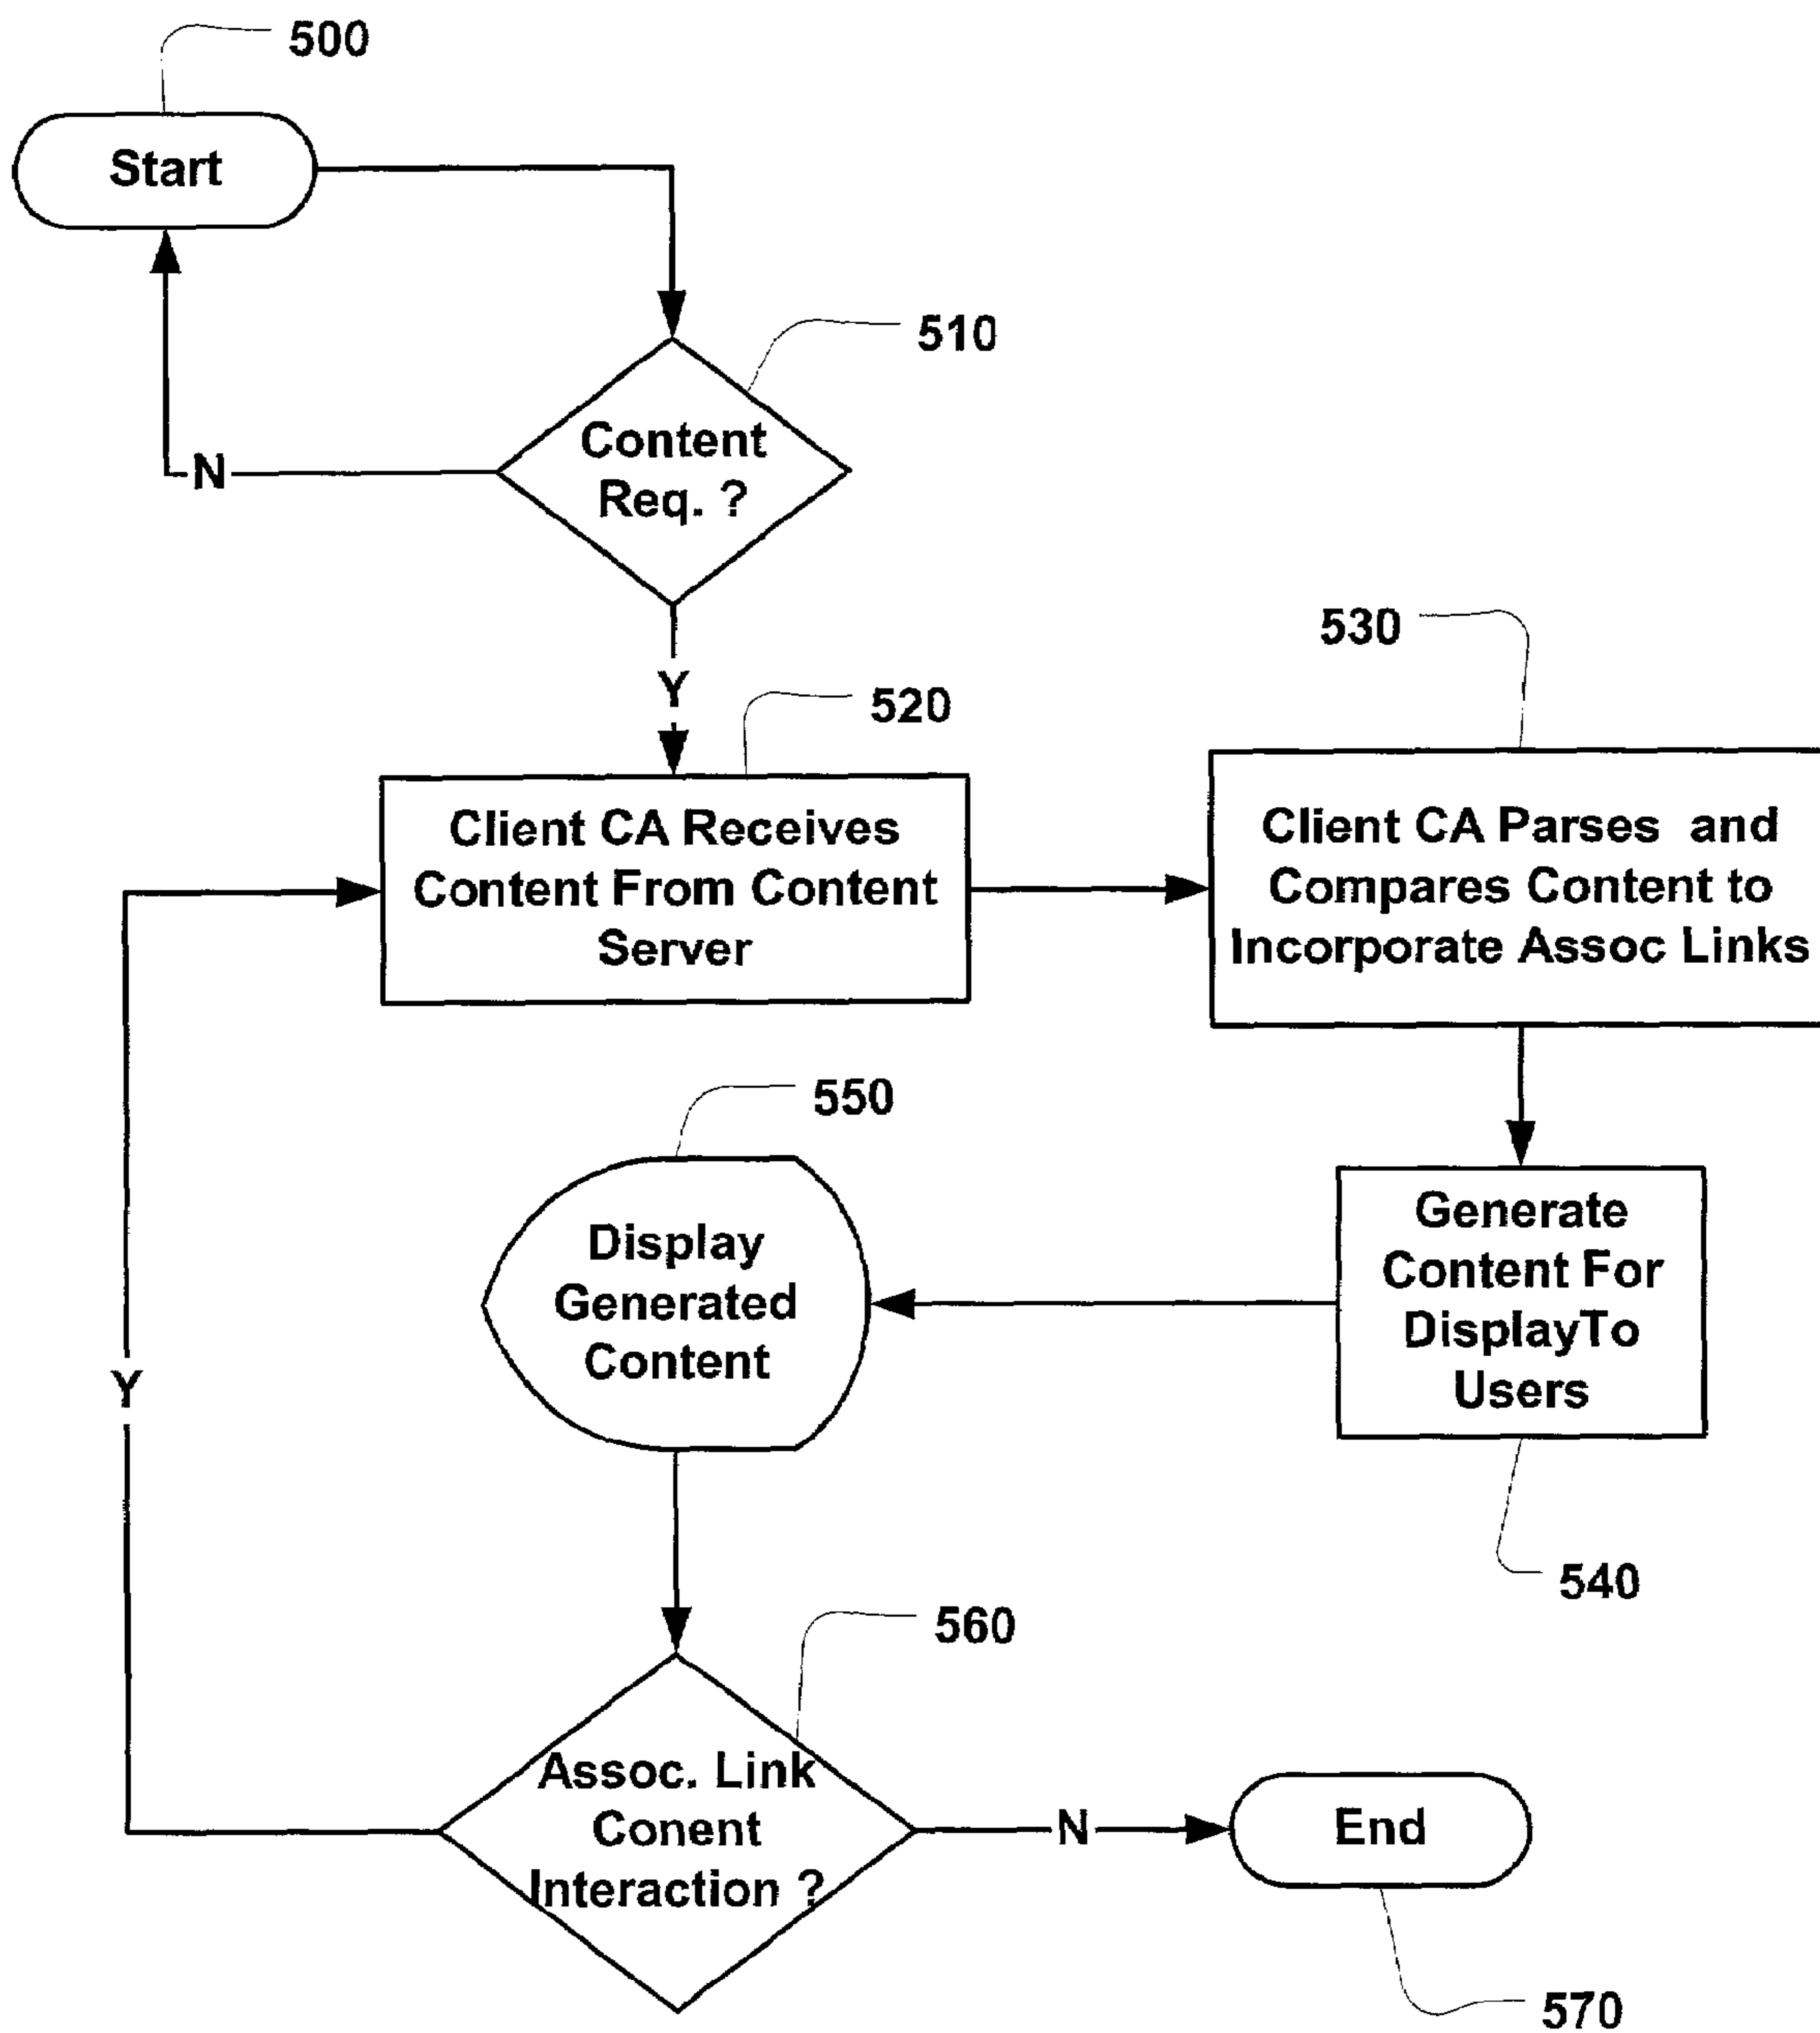 500
Start
510
Content
Req. ?
N
Y
520
530
Client CA Receives
Content From Content
Server
Client CA Parses and
Compares Content to
Incorporate Assoc Links
550
Display
Generated
Content
Generate
Content For
DisplayTo
Users
Y
540
560
Assoc. Link
Conent
Interaction ?
N
End
570